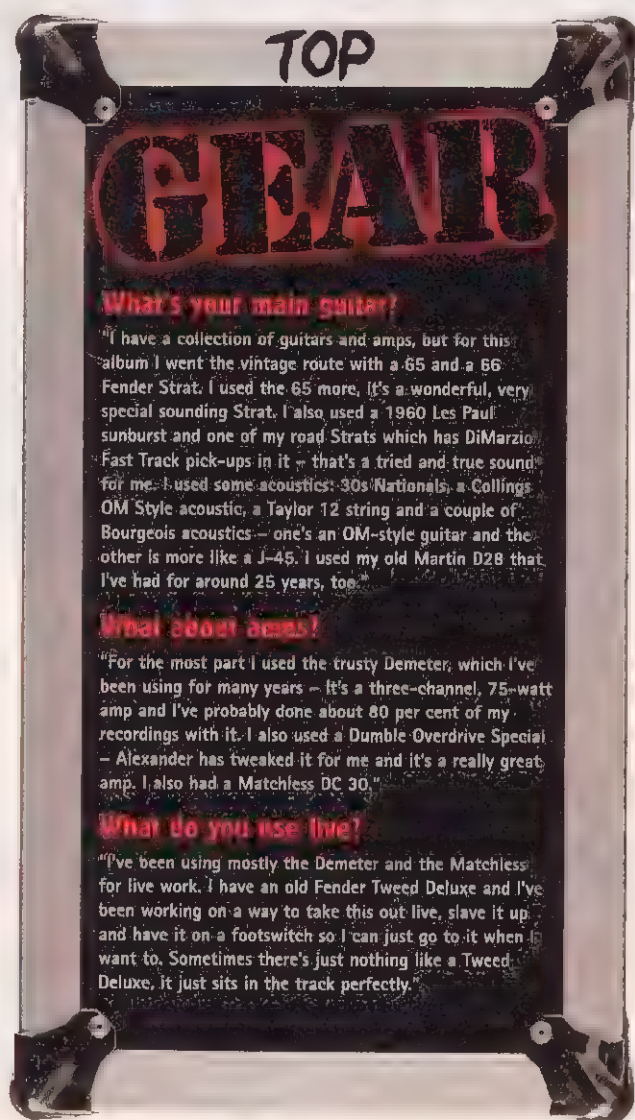 TOP
GEAR
What's your main guitar?
"I have a collection of guitars and amps, but for this
album I went the vintage route with a 65 and a 66
Fender Strat. I used the 65 more, it's a wonderful, very
special sounding Strat. I also used a 1960 Les Paul
sunburst and one of my road Strats which has DiMarzio
Fast Track pick-ups in it – that's a tried and true sound
for me. I used some acoustics: 30s Nationals, a Collings
OM Style acoustic, a Taylor 12 string and a couple of
Bourgeois acoustics – one's an OM-style guitar and the
other is more like a J-45. I used my old Martin D28 that
I've had for around 25 years, too."
What about amps?
"For the most part I used the trusty Demeter, which I've
been using for many years – It's a three-channel, 75-watt
amp and I've probably done about 80 per cent of my
recordings with it. I also used a Dumble Overdrive Special
– Alexander has tweaked it for me and it's a really great
amp. I also had a Matchless DC 30."
What do you use live?
"I've been using mostly the Demeter and the Matchless
for live work. I have an old Fender Tweed Deluxe and I've
been working on a way to take this out live, slave it up
and have it on a footswitch so I can just go to it when I
want to. Sometimes there's just nothing like a Tweed
Deluxe, it just sits in the track perfectly."